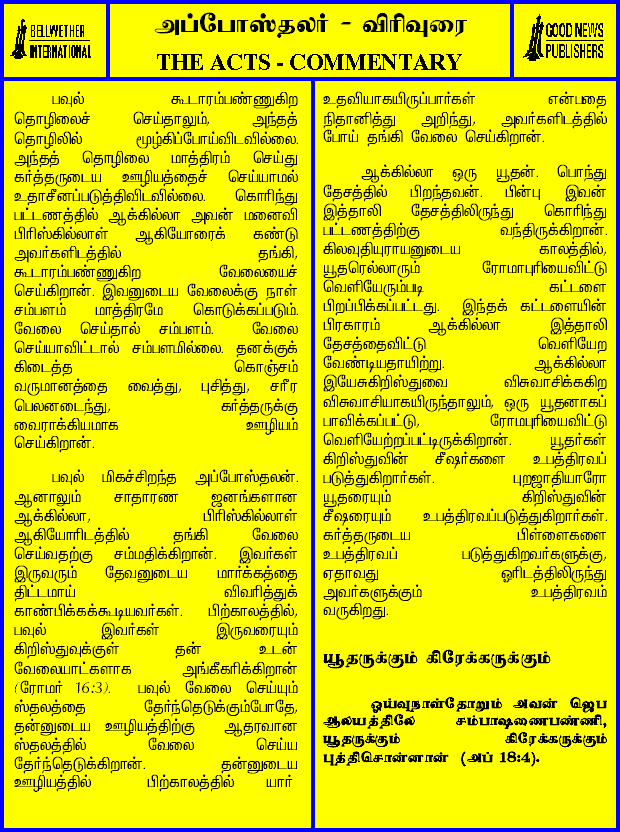 BELLWETHER
INTERNATIONAL
அப்போஸ்தலர் - விரிவுரை
THE ACTS - COMMENTARY
GOOD NEWS
PUBLISHERS
பவுல் கூடாரம்பண்ணுகிற
தொழிலைச் செய்தாலும், அந்தத்
தொழிலில் மூழ்கிப்போய்விடவில்லை.
அந்தத் தொழிலை மாத்திரம் செய்து
கர்த்தருடைய ஊழியத்தைச் செய்யாமல்
உதாசீனப்படுத்திவிடவில்லை. கொரிந்து
பட்டணத்தில் ஆக்கில்லா அவன் மனைவி
பிரிஸ்கில்லாள் ஆகியோரைக் கண்டு
அவர்களிடத்தில் தங்கி,
கூடாரம்பண்ணுகிற வேலையைச்
செய்கிறான். இவனுடைய வேலைக்கு நாள்
சம்பளம் மாத்திரமே கொடுக்கப்படும்.
வேலை செய்தால் சம்பளம். வேலை
செய்யாவிட்டால் சம்பளமில்லை. தனக்குக்
கிடைத்த கொஞ்சம்
வருமானத்தை வைத்து, புசித்து, சரீர
பெலனடைந்து, கர்த்தருக்கு
வைராக்கியமாக ஊழியம்
செய்கிறான்.
பவுல் மிகச்சிறந்த அப்போஸ்தலன்.
ஆனாலும் சாதாரண ஜனங்களான
ஆக்கில்லா, பிரிஸ்கில்லாள்
ஆகியோரிடத்தில் தங்கி வேலை
செய்வதற்கு சம்மதிக்கிறான். இவர்கள்
இருவரும் தேவனுடைய மார்க்கத்தை
திட்டமாய் விவரித்துக்
காண்பிக்கக்கூடியவர்கள். பிற்காலத்தில்,
பவுல் இவர்கள் இருவரையும்
கிறிஸ்துவுக்குள் தன் உடன்
வேலையாட்களாக அங்கீகரிக்கிறான்
(ரோமர் 16:3). பவுல் வேலை செய்யும்
ஸ்தலத்தை தேர்ந்தெடுக்கும்போதே,
தன்னுடைய ஊழியத்திற்கு ஆதரவான
ஸ்தலத்தில் வேலை செய்ய
தேர்ந்தெடுக்கிறான். தன்னுடைய
ஊழியத்தில் பிற்காலத்தில் யார்
உதவியாகயிருப்பார்கள் என்பதை
நிதானித்து அறிந்து, அவர்களிடத்தில்
போய் தங்கி வேலை செய்கிறான்.
ஆக்கில்லா ஒரு யூதன். பொந்து
தேசத்தில் பிறந்தவன். பின்பு இவன்
இத்தாலி தேசத்திலிருந்து கொரிந்து
பட்டணத்திற்கு வந்திருக்கிறான்.
கிலவுதியுராயனுடைய காலத்தில்,
யூதரெல்லாரும் ரோமாபுரியைவிட்டு
வெளியேரும்படி கட்டளை
பிறப்பிக்கப்பட்டது. இந்தக் கட்டளையின்
பிரகாரம் ஆக்கில்லா இத்தாலி
தேசத்தைவிட்டு வெளியேற
வேண்டியதாயிற்று. ஆக்கில்லா
இயேசுகிறிஸ்துவை விசுவாசிக்ககிற
விசுவாசியாகயிருந்தாலும், ஒரு யூதனாகப்
பாவிக்கப்பட்டு, ரோமபுரியைவிட்டு
வெளியேற்றப்பட்டிருக்கிறான். யூதர்கள்
கிறிஸ்துவின் சீஷர்களை உபத்திரவப்
படுத்துகிறார்கள். புறஜாதியாரோ
யூதரையும் கிறிஸ்துவின்
சீஷரையும் உபத்திரவப்படுத்துகிறார்கள்.
கர்த்தருடைய பிள்ளைகளை
உபத்திரவப் படுத்துகிறவர்களுக்கு,
ஏதாவது ஓரிடத்திலிருந்து
அவர்களுக்கும் உபத்திரவம்
வருகிறது.
யூதருக்கும் கிரேக்கருக்கும்
ஓய்வுநாள்தோறும் அவன் ஜெப
ஆலயத்திலே சம்பாஷணைபண்ணி,
யூதருக்கும் கிரேக்கருக்கும்
புத்திசொன்னான் (அப் 18:4).